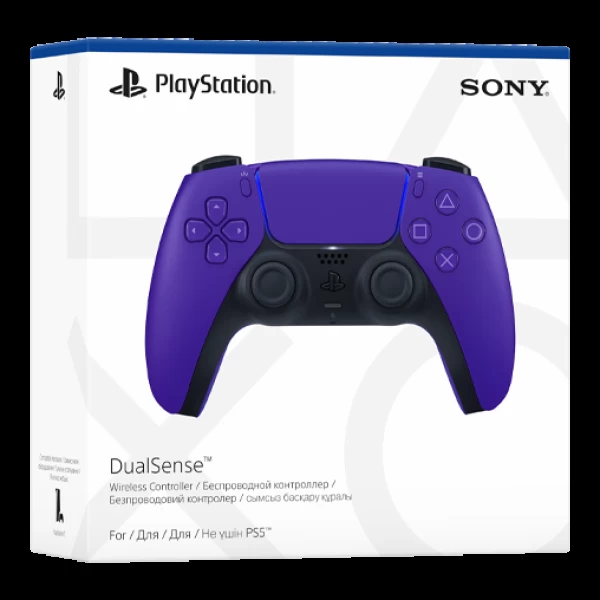 PlayStation.
SONY
DualSense™
Wireless Controller / Беспроводной контроллер /
Безпроводовий контролер / сымсыз басқару құралы
For / Для / Для / Не үшін PS5™